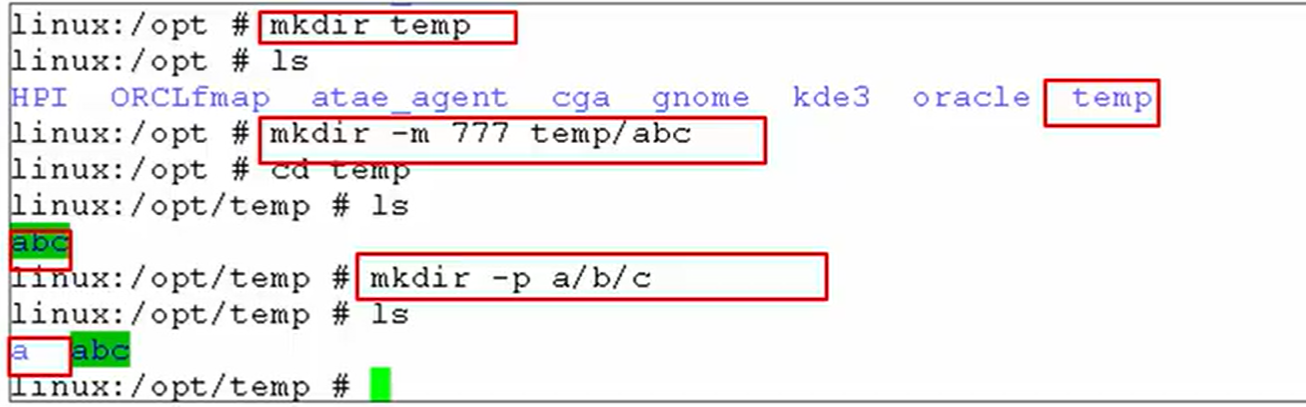 linux:/opt # mkdir temp
linux:/opt # ls
HPI  ORCLfmap  atae_agent  cga  gnome  kde3  oracle  temp
linux:/opt # mkdir -m 777 temp/abc
linux:/opt # cd temp
linux:/opt/temp # ls
abc
linux:/opt/temp # mkdir -p a/b/c
linux:/opt/temp # ls
a  abc
linux:/opt/temp #